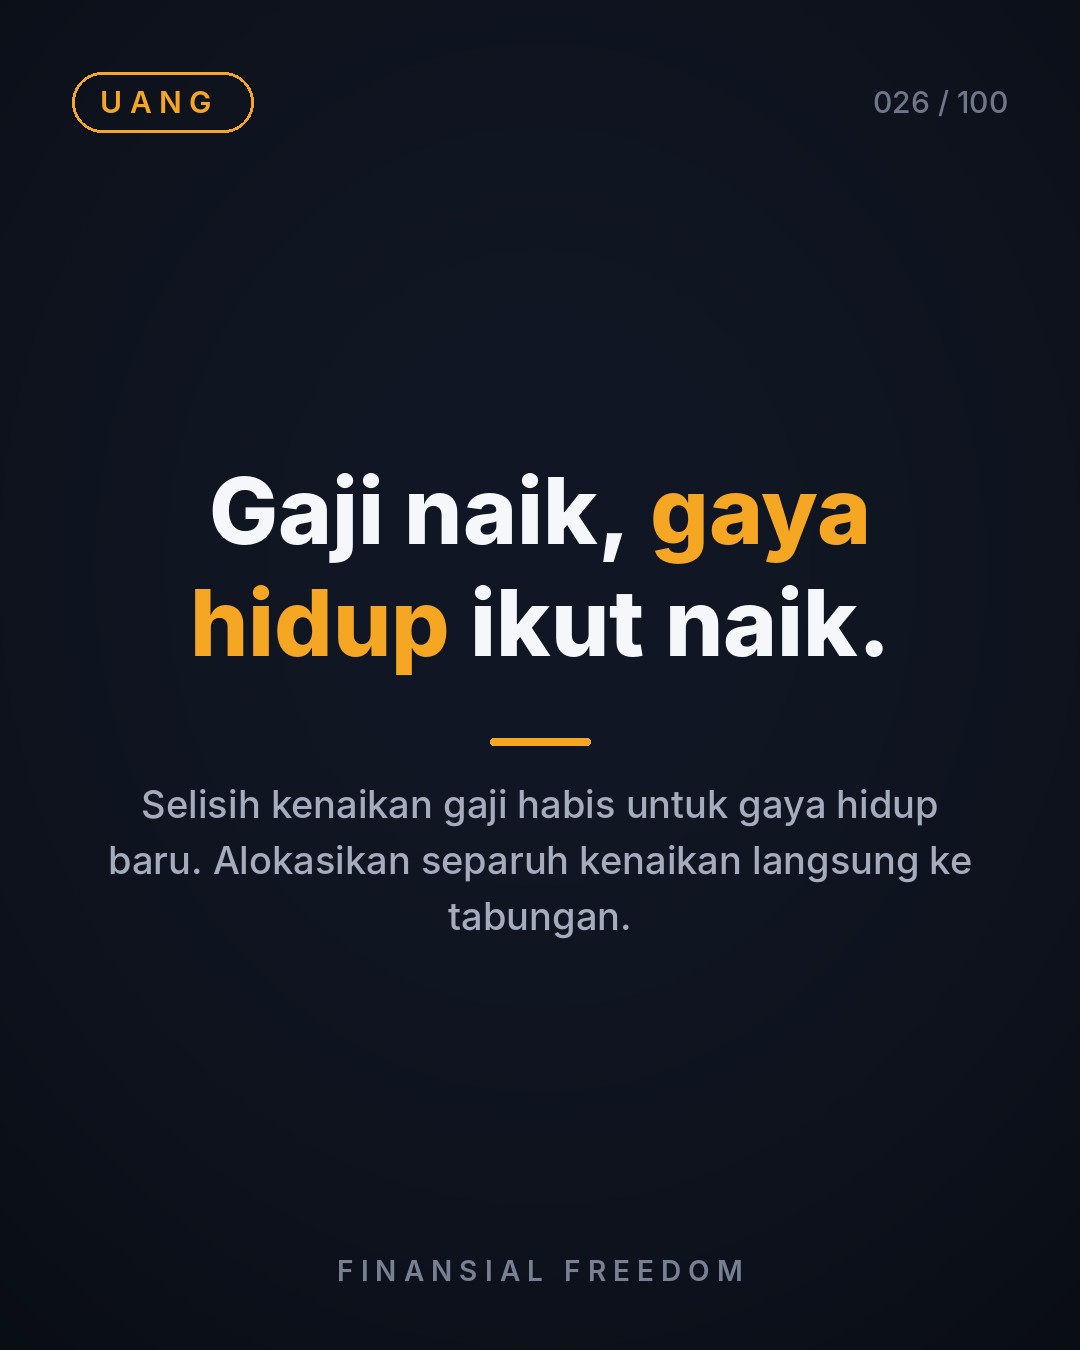 UANG
026 / 100
Gaji naik, gaya
hidup ikut naik.
Selisih kenaikan gaji habis untuk gaya hidup
baru. Alokasikan separuh kenaikan langsung ke
tabungan.
FINANSIAL FREEDOM